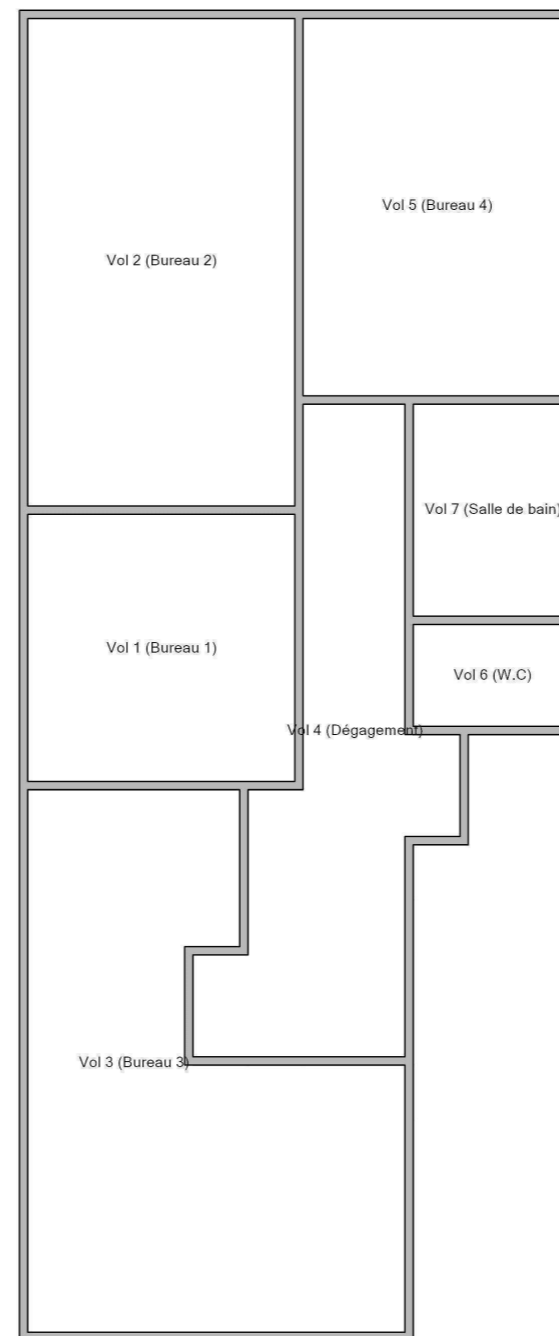 Vol 5 (Bureau 4)
Vol 2 (Bureau 2)
Vol 7 (Salle de bain)
Vol 1 (Bureau 1)
Vol 6 (W.C)
Vol 4 (Dégagement)
Vol 3 (Bureau 3)